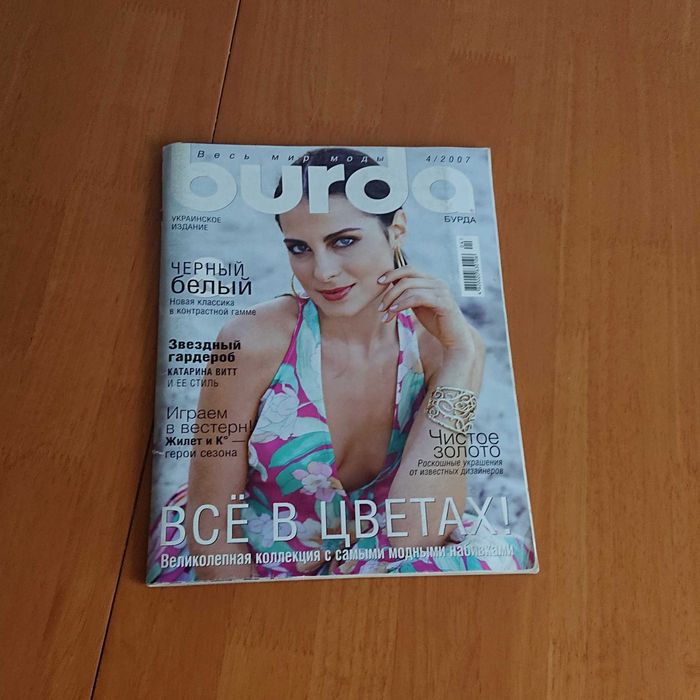 Весь мир моды 4/2007
burda
УКРАИНСКОЕ
ИЗДАНИЕ
БУРДА
ЧЕРНЫЙ
белый
Новая классика
в контрастной гамме
Звездный
гардероб
КАТАРИНА ВИТТ
И ЕЕ СТИЛЬ
Играем
в вестерн!
Жилет и К° —
герои сезона
Чистое
золото
Роскошные украшения
от известных дизайнеров
ВСЁ В ЦВЕТАХ!
Великолепная коллекция с самыми модными набивками